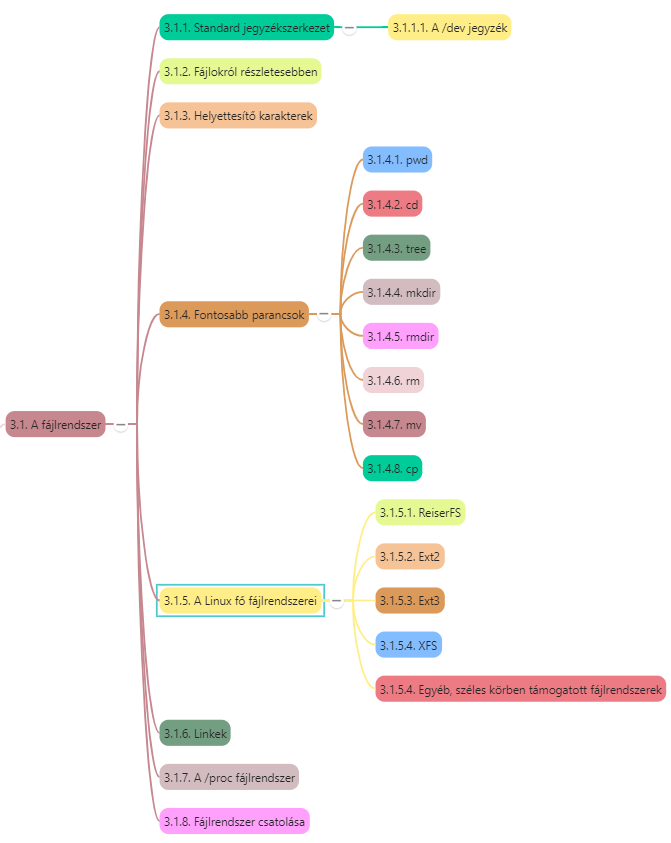 3.1. A fájlrendszer
3.1.1. Standard jegyzékszerkezet
3.1.1.1. A /dev jegyzék
3.1.2. Fájlokról részletesebben
3.1.3. Helyettesítő karakterek
3.1.4. Fontosabb parancsok
3.1.4.1. pwd
3.1.4.2. cd
3.1.4.3. tree
3.1.4.4. mkdir
3.1.4.5. rmdir
3.1.4.6. rm
3.1.4.7. mv
3.1.4.8. cp
3.1.5. A Linux fő fájlrendszerei
3.1.5.1. ReiserFS
3.1.5.2. Ext2
3.1.5.3. Ext3
3.1.5.4. XFS
3.1.5.4. Egyéb, széles körben támogatott fájlrendszerek
3.1.6. Linkek
3.1.7. A /proc fájlrendszer
3.1.8. Fájlrendszer csatolása